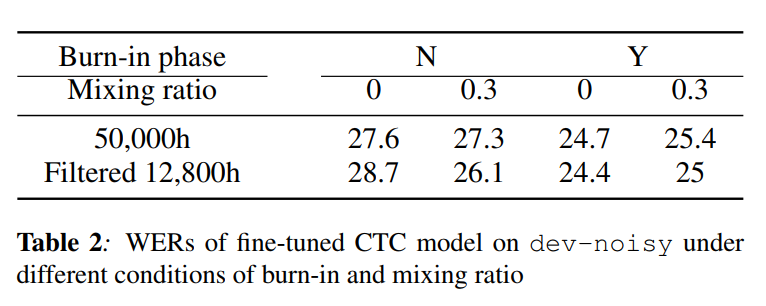 Burn-in phase N Y
Mixing ratio 0 0.3 0 0.3
50,000h 27.6 27.3 24.7 25.4
Filtered 12,800h 28.7 26.1 24.4 25
Table 2: WERs of fine-tuned CTC model on dev-noisy under
different conditions of burn-in and mixing ratio